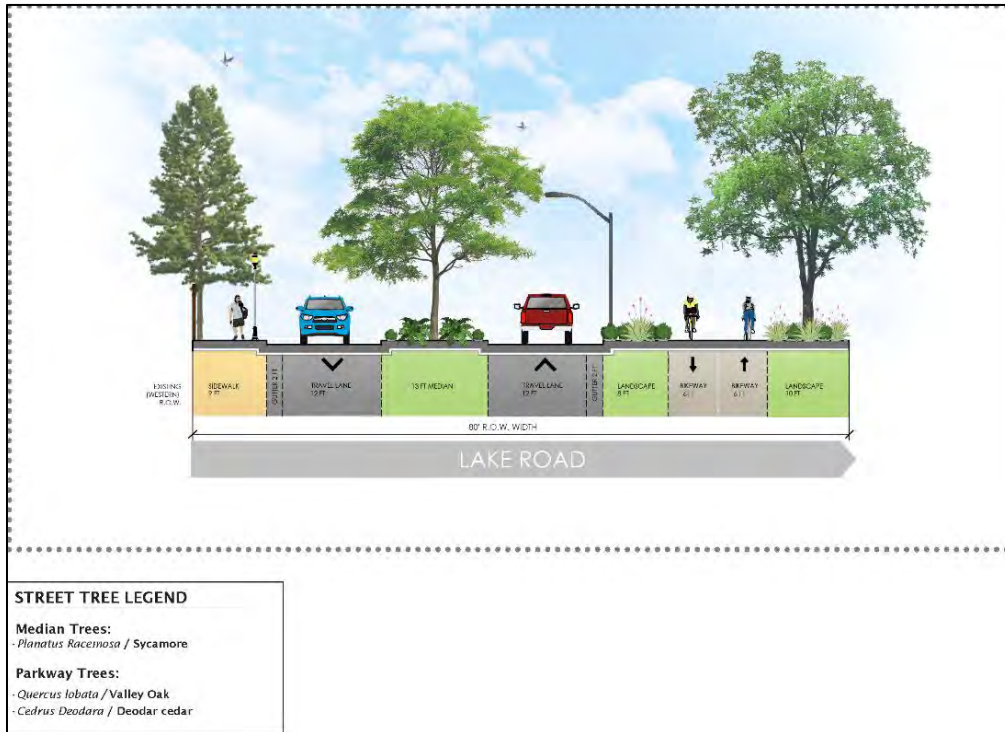 EXISTING
(WESTERN)
R.O.W.
SIDEWALK
9 FT
GUTTER 2 FT
TRAVEL LANE
12 FT
13 FT MEDIAN
TRAVEL LANE
12 FT
GUTTER 2 FT
LANDSCAPE
8 FT
BIKEWAY
6 FT
BIKEWAY
6 FT
LANDSCAPE
10 FT
80' R.O.W. WIDTH
LAKE ROAD
STREET TREE LEGEND
Median Trees:
- Planatus Racemosa / Sycamore
Parkway Trees:
- Quercus lobata / Valley Oak
- Cedrus Deodara / Deodar cedar